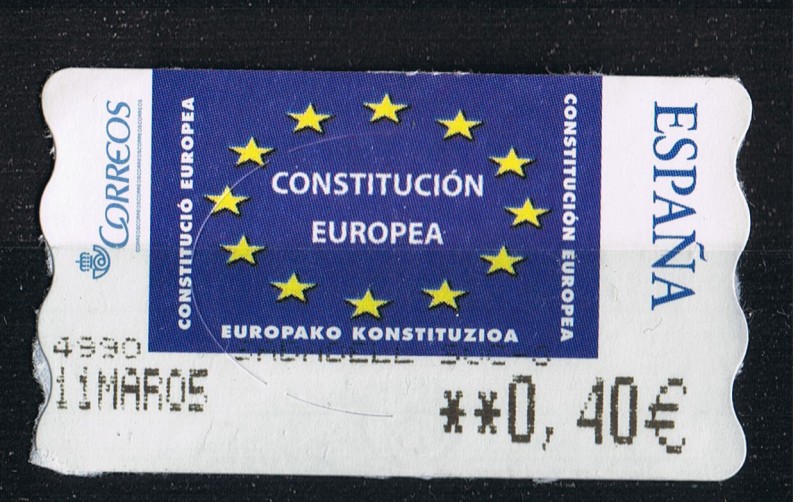 CORREOS
CONSTITUCIÓ EUROPEA
CONSTITUCIÓN
EUROPEA
CONSTITUCIÓN EUROPEA
EUROPAKO KONSTITUZIOA
ESPAÑA
4990
11MAR05
**0,40€